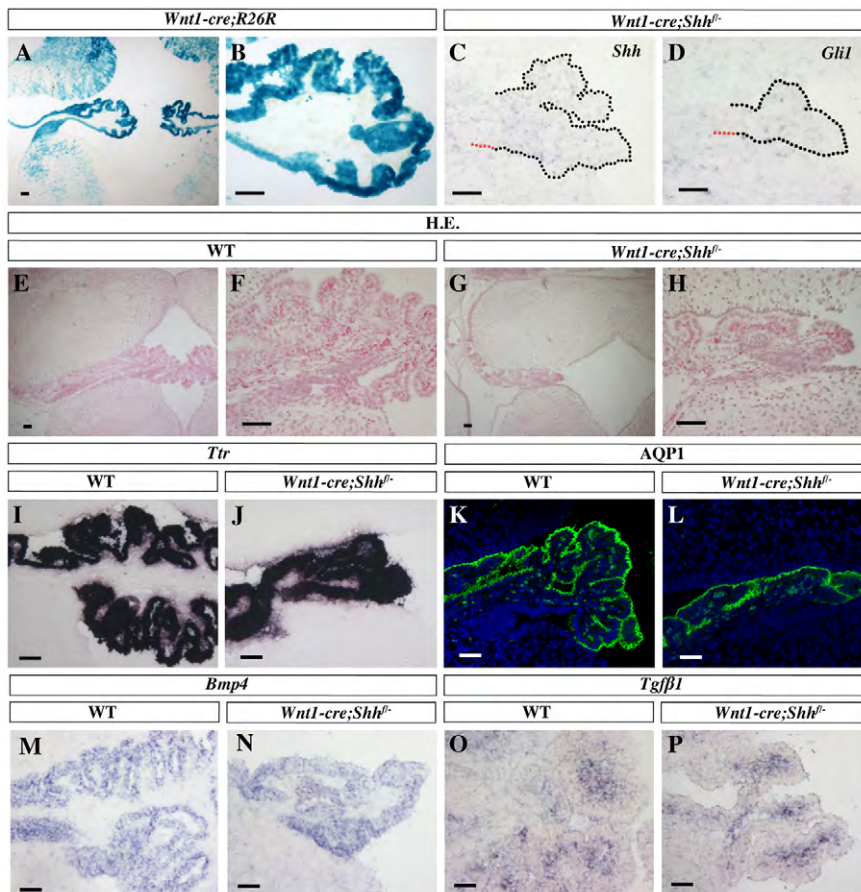 Wnt1-cre;R26R Wnt1-cre;Shh^fl/-
A B C Shh D Gli1
H.E.
WT Wnt1-cre;Shh^fl/-
E F G H
Ttr AQP1
WT Wnt1-cre;Shh^fl/- WT Wnt1-cre;Shh^fl/-
I J K L
Bmp4 Tgfβ1
WT Wnt1-cre;Shh^fl/- WT Wnt1-cre;Shh^fl/-
M N O P